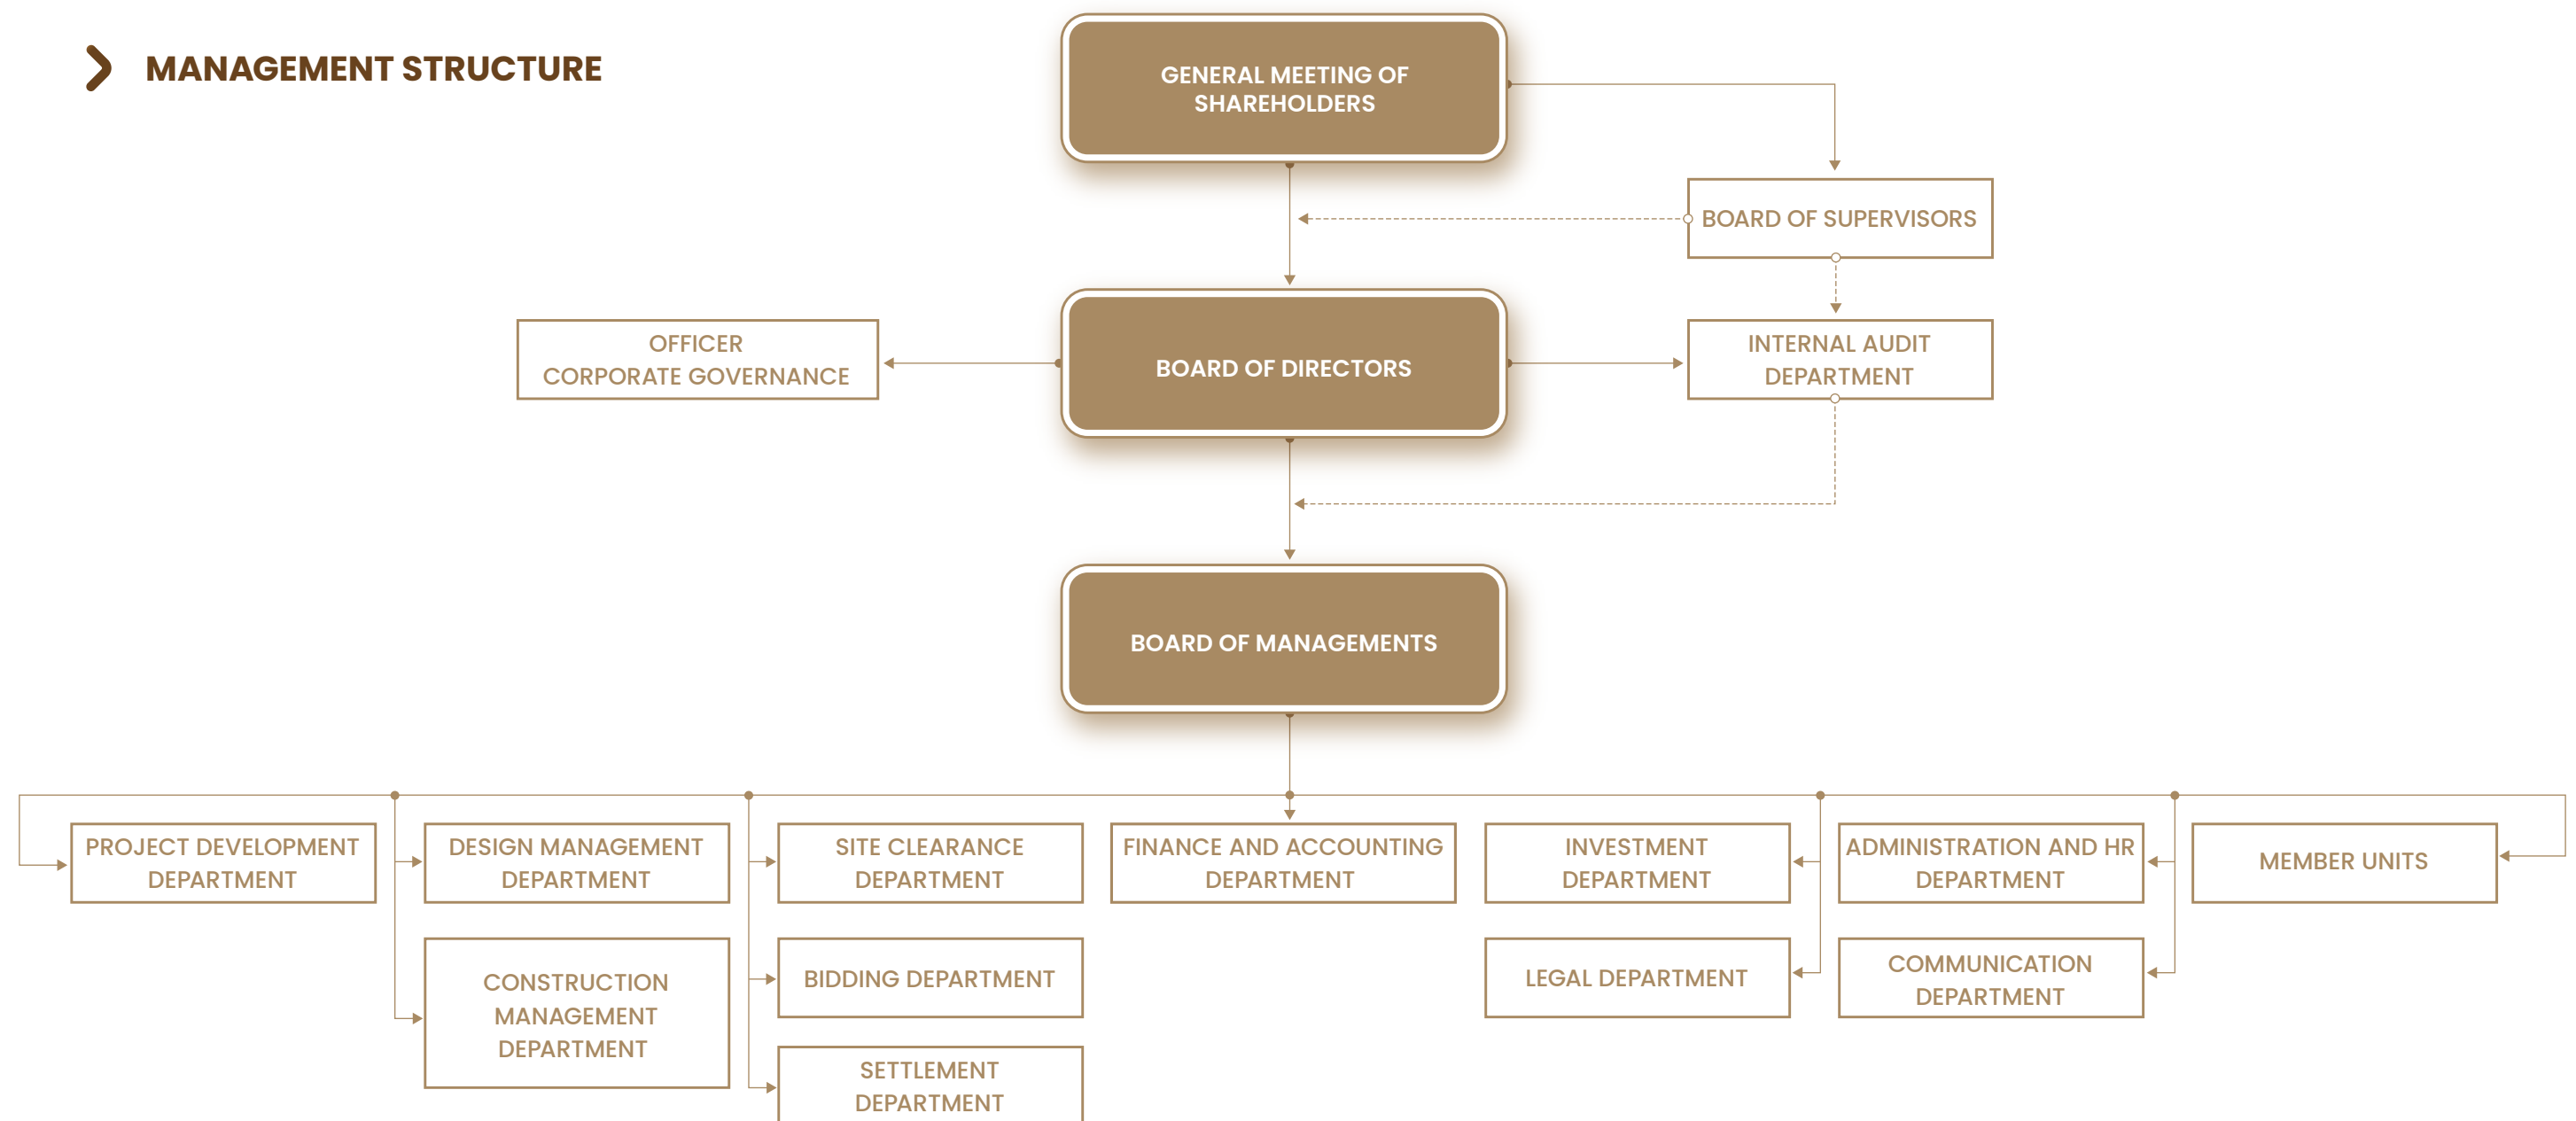 MANAGEMENT STRUCTURE
GENERAL MEETING OF
SHAREHOLDERS
BOARD OF SUPERVISORS
OFFICER
CORPORATE GOVERNANCE
BOARD OF DIRECTORS
INTERNAL AUDIT
DEPARTMENT
BOARD OF MANAGEMENTS
PROJECT DEVELOPMENT
DEPARTMENT
DESIGN MANAGEMENT
DEPARTMENT
SITE CLEARANCE
DEPARTMENT
FINANCE AND ACCOUNTING
DEPARTMENT
INVESTMENT
DEPARTMENT
ADMINISTRATION AND HR
DEPARTMENT
MEMBER UNITS
CONSTRUCTION
MANAGEMENT
DEPARTMENT
BIDDING DEPARTMENT
LEGAL DEPARTMENT
COMMUNICATION
DEPARTMENT
SETTLEMENT
DEPARTMENT